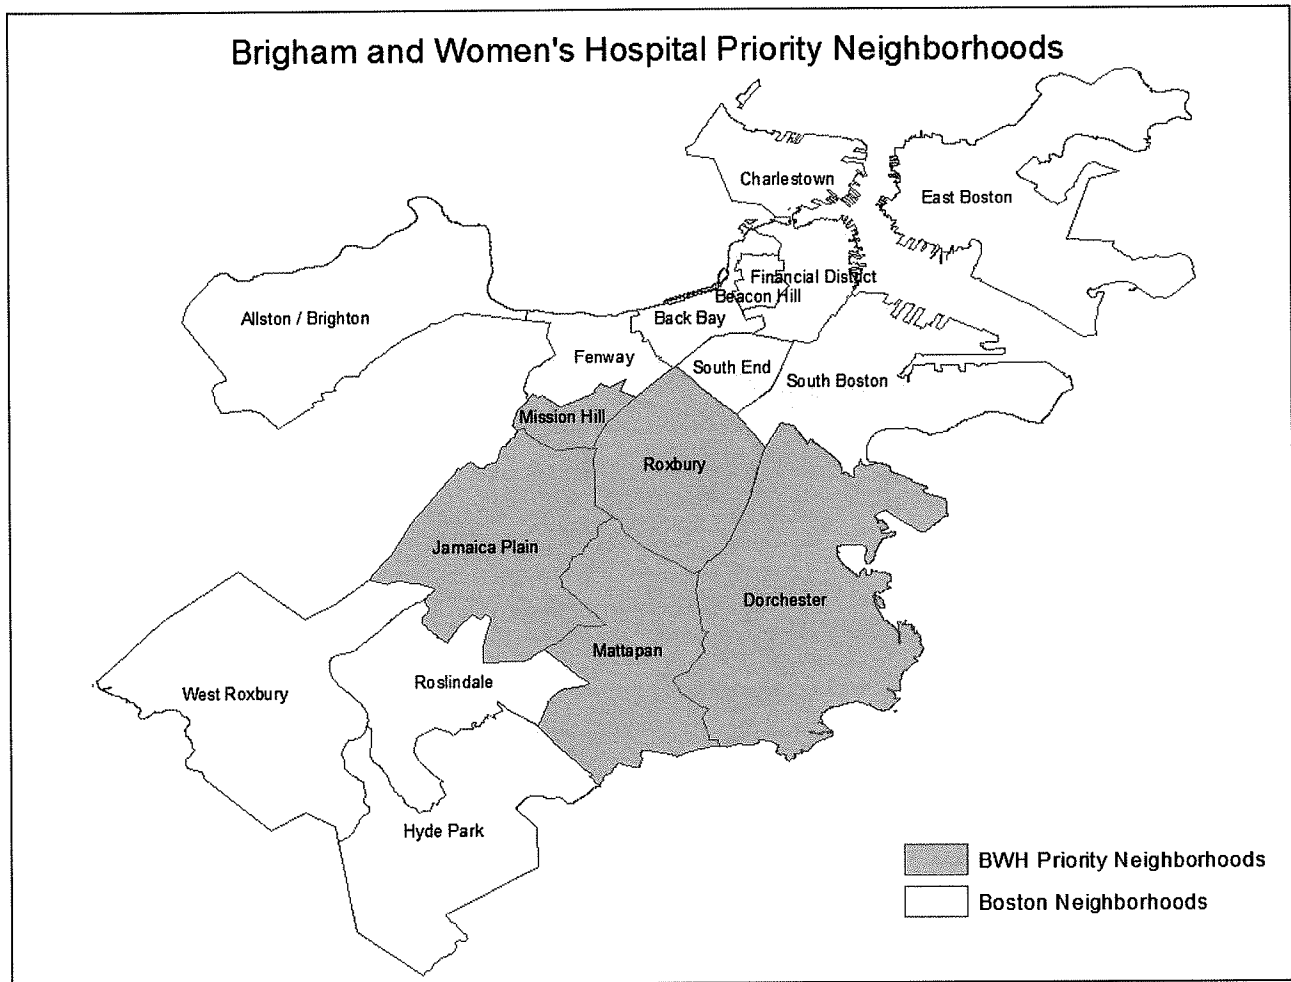 Brigham and Women's Hospital Priority Neighborhoods
Charlestown
East Boston
Financial District
Beacon Hill
Allston / Brighton
Back Bay
Fenway
South End
South Boston
Mission Hill
Roxbury
Jamaica Plain
Dorchester
Mattapan
Roslindale
West Roxbury
Hyde Park
BWH Priority Neighborhoods
Boston Neighborhoods